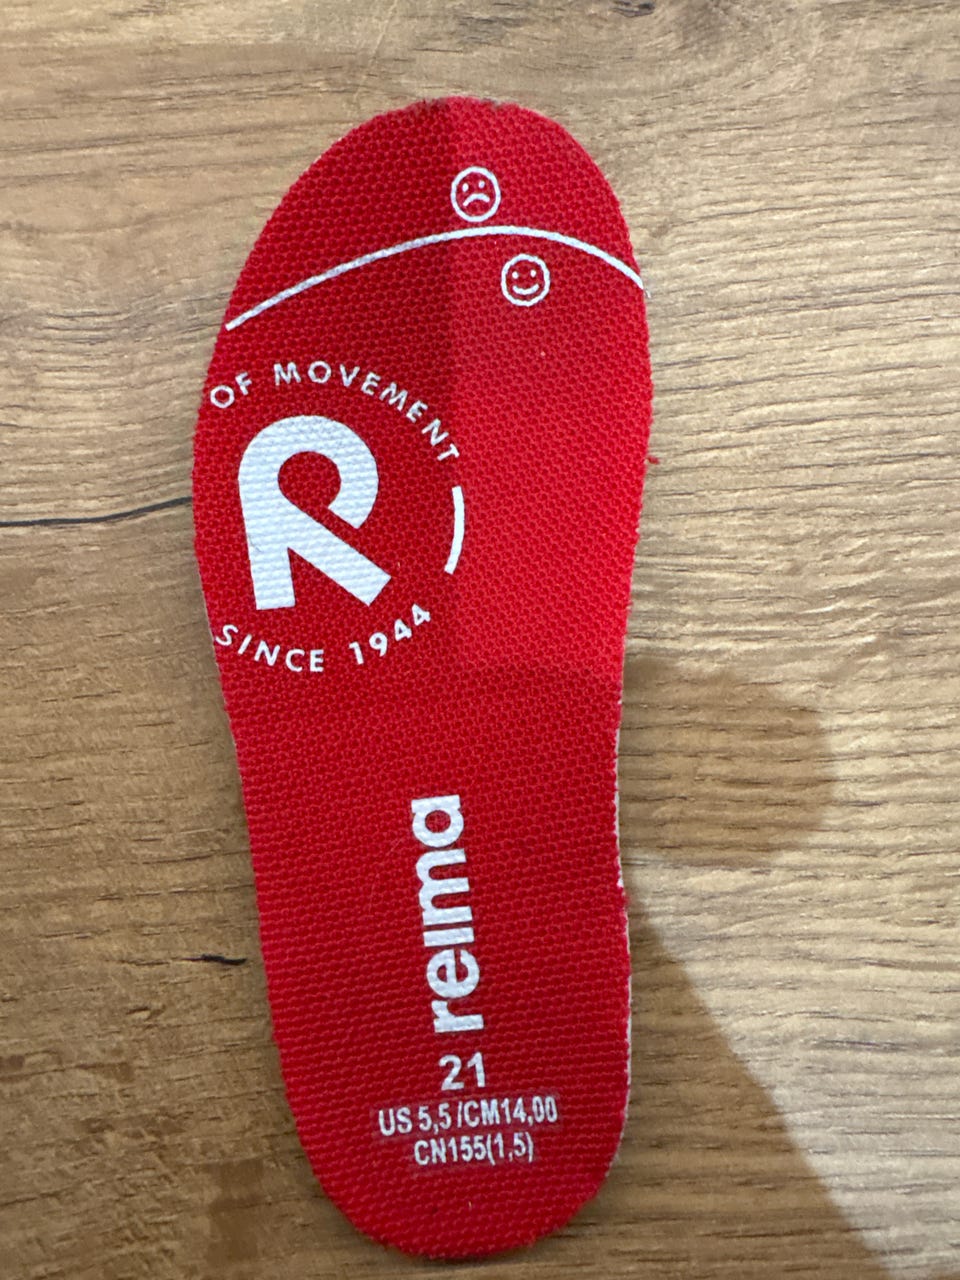 OF MOVEMENT
SINCE 1944
reima
21
US 5,5/CM14,00
CN155(1,5)